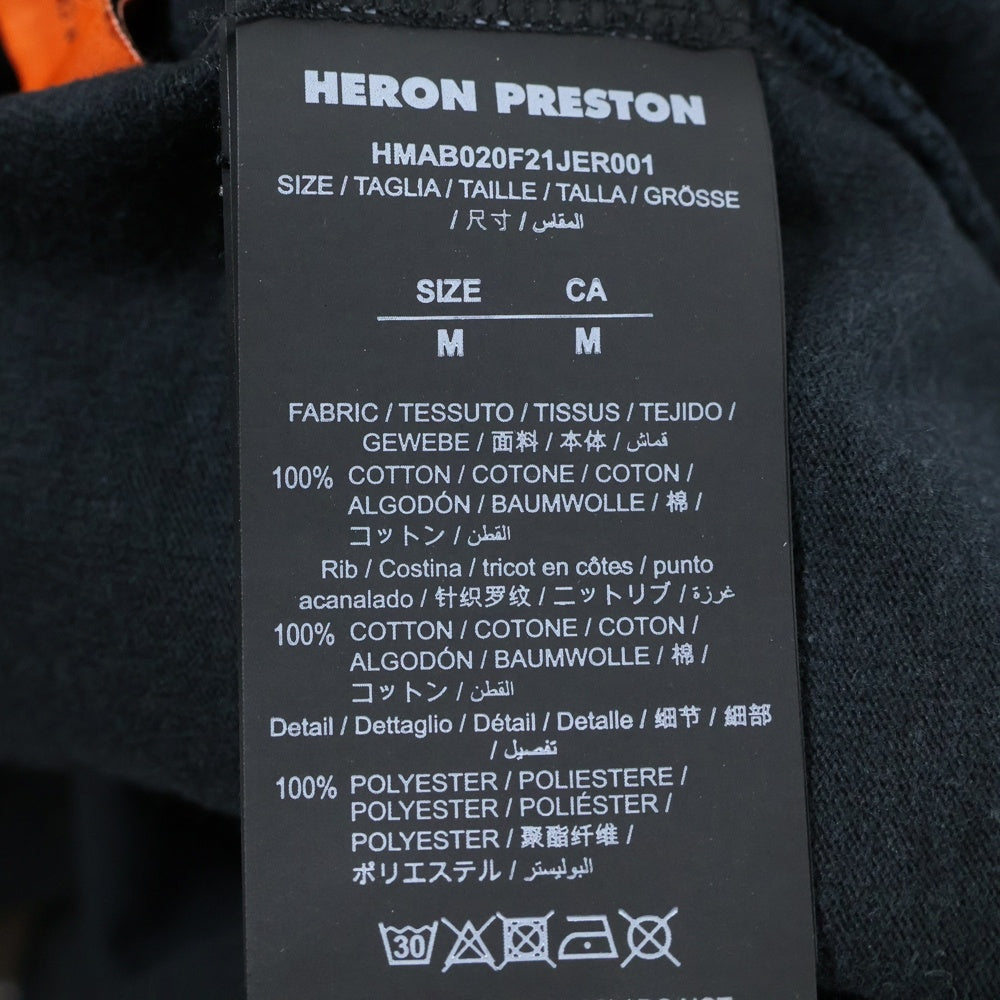 HERON PRESTON
HMAB020F21JER001
SIZE / TAGLIA / TAILLE / TALLA / GRÖSSE
/ 尺寸 / المقاس
SIZE CA
M M
FABRIC / TESSUTO / TISSUS / TEJIDO /
GEWEBE / 面料 / 本体 / قماش
100% COTTON / COTONE / COTON /
ALGODÓN / BAUMWOLLE / 棉 /
コットン / القطن
Rib / Costina / tricot en côtes / punto
acanalado / 针织罗纹 / ニットリブ / غرزة
100% COTTON / COTONE / COTON /
ALGODÓN / BAUMWOLLE / 棉 /
コットン / القطن
Detail / Dettaglio / Détail / Detalle / 细节 / 細部
/ تفصيل
100% POLYESTER / POLIESTERE /
POLYESTER / POLIÉSTER /
POLYESTER / 聚酯纤维 /
ポリエステル / البوليستر
30